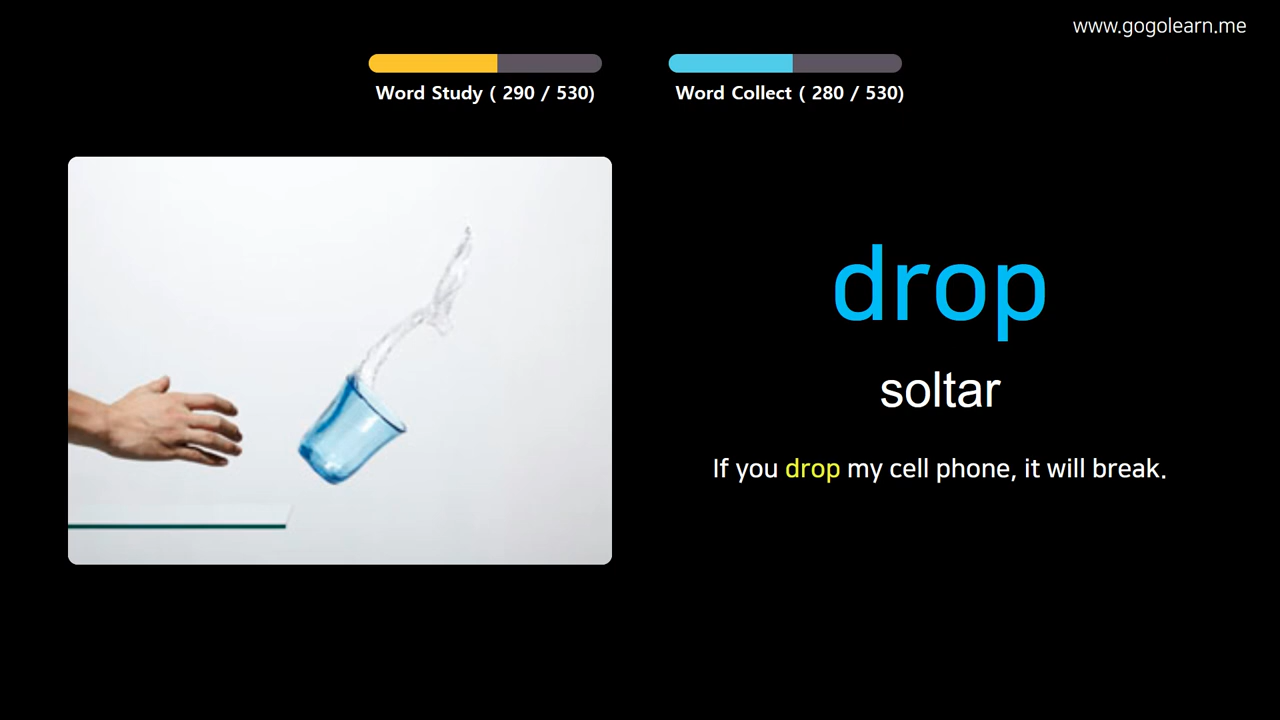 www.gogolearn.me
Word Study ( 290 / 530)
Word Collect ( 280 / 530)
drop
soltar
If you drop my cell phone, it will break.